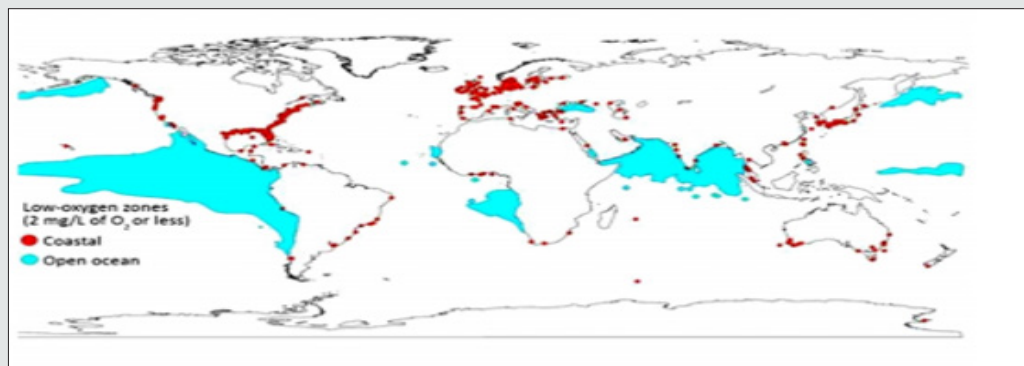 Low-oxygen zones
(2 mg/L of O₂ or less)
Coastal
Open ocean